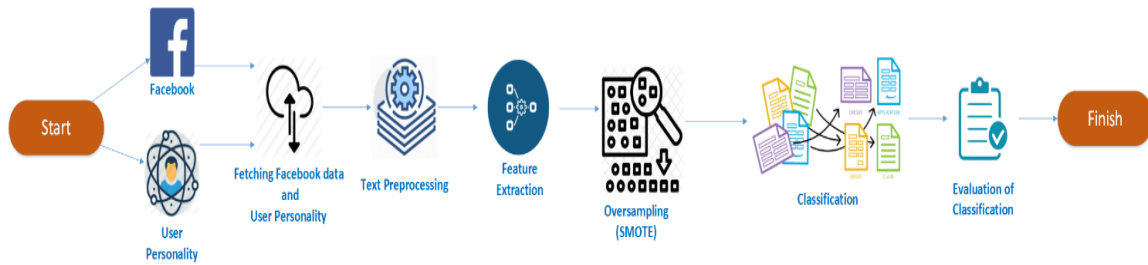 Start
Facebook
User
Personality
Fetching Facebook data
and
User Personality
Text Preprocessing
Feature
Extraction
Oversampling
(SMOTE)
Classification
Evaluation of
Classification
Finish